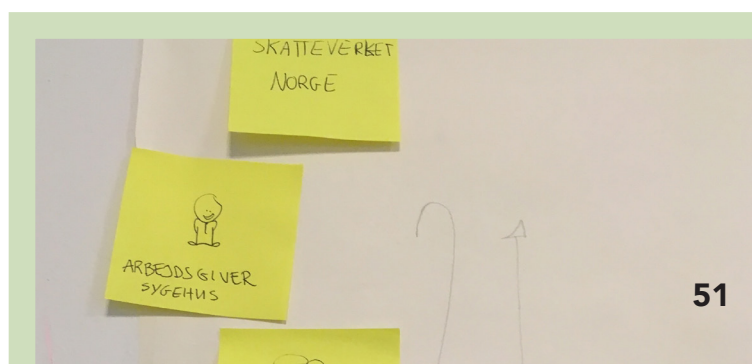 SKATTEVERKET
NORGE
ARBEJDSGIVER
SYGEHUS
51